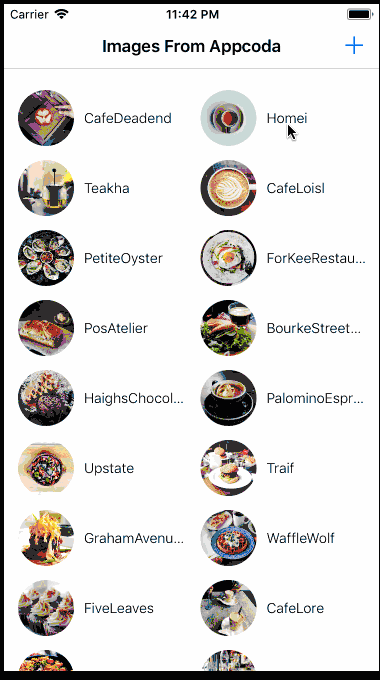 Carrier 11:42 PM
Images From Appcoda +
CafeDeadend Homei
Teakha CafeLoisl
PetiteOyster ForKeeRestau...
PosAtelier BourkeStreet...
HaighsChocol... PalominoEspr...
Upstate Traif
GrahamAvenu... WaffleWolf
FiveLeaves CafeLore